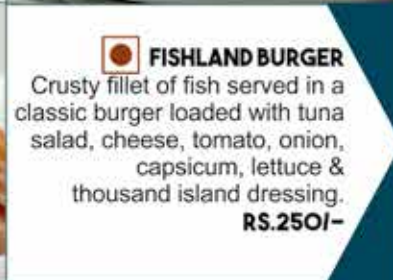 FISHLAND BURGER
Crusty fillet of fish served in a
classic burger loaded with tuna
salad, cheese, tomato, onion,
capsicum, lettuce &
thousand island dressing.
RS.250/-